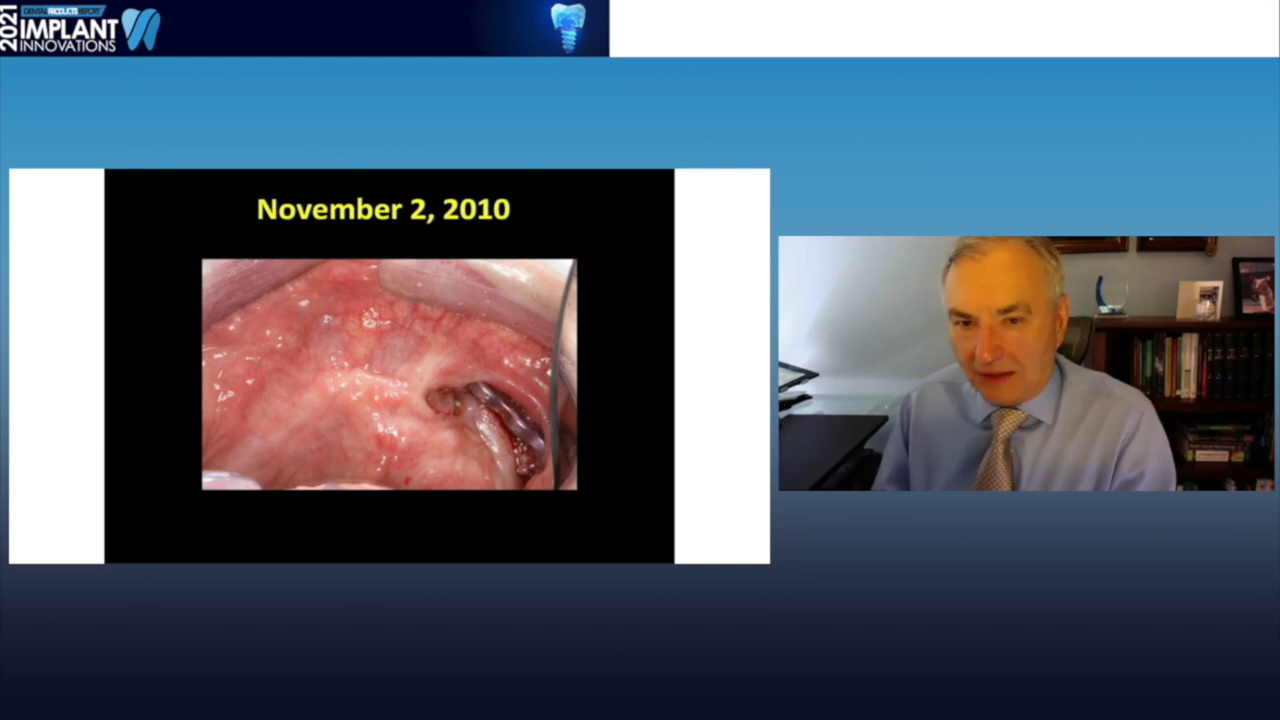 2021
DENTAL PRODUCTS REPORT
IMPLANT
INNOVATIONS
November 2, 2010